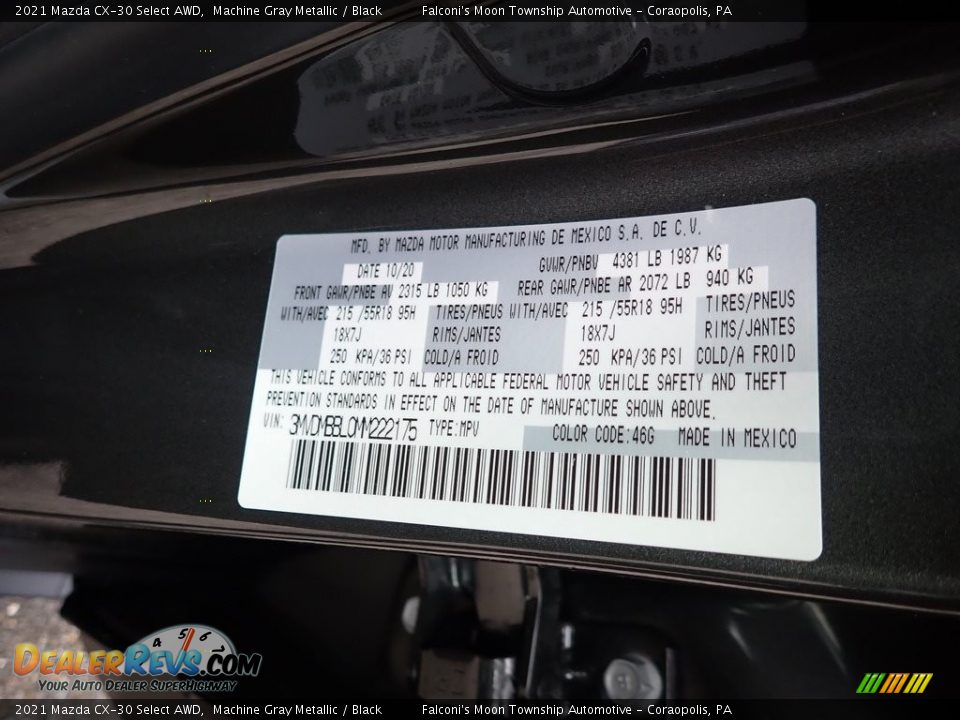 2021 Mazda CX-30 Select AWD, Machine Gray Metallic / Black Falconi's Moon Township Automotive - Coraopolis, PA
MFD. BY MAZDA MOTOR MANUFACTURING DE MEXICO S.A. DE C.V.
DATE 10/20 GVWR/PNBV 4381 LB 1987 KG
FRONT GAWR/PNBE AV 2315 LB 1050 KG REAR GAWR/PNBE AR 2072 LB 940 KG
WITH/AVEC 215 /55R18 95H TIRES/PNEUS WITH/AVEC 215 /55R18 95H TIRES/PNEUS
18X7J RIMS/JANTES 18X7J RIMS/JANTES
250 KPA/36 PSI COLD/A FROID 250 KPA/36 PSI COLD/A FROID
THIS VEHICLE CONFORMS TO ALL APPLICABLE FEDERAL MOTOR VEHICLE SAFETY AND THEFT
PREVENTION STANDARDS IN EFFECT ON THE DATE OF MANUFACTURE SHOWN ABOVE.
VIN: 3MVDMBBL0MM222175 TYPE:MPV COLOR CODE:46G MADE IN MEXICO
4 5 6
DEALERREVS.COM
YOUR AUTO DEALER SUPERHIGHWAY
2021 Mazda CX-30 Select AWD, Machine Gray Metallic / Black Falconi's Moon Township Automotive - Coraopolis, PA